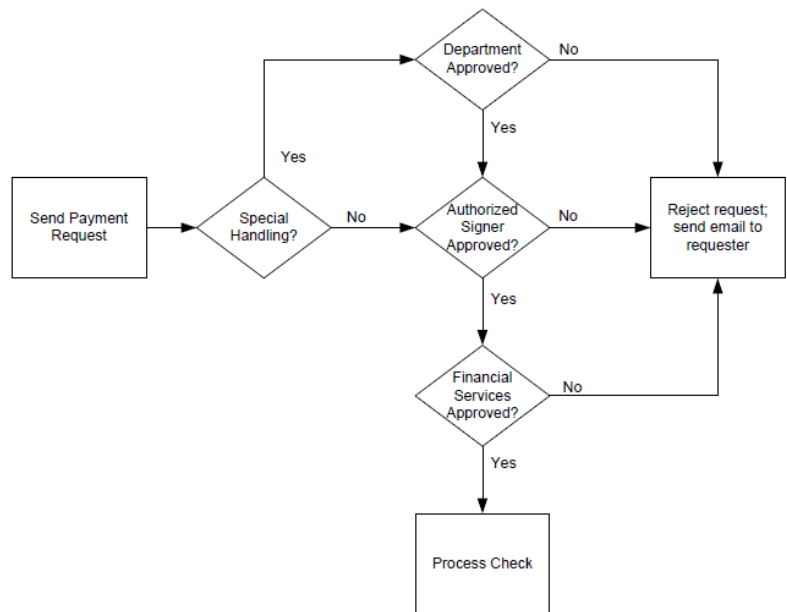 Department
Approved?
No
Yes
Yes
Send Payment
Request
Special
Handling?
No
Authorized
Signer
Approved?
No
Reject request;
send email to
requester
Yes
Financial
Services
Approved?
No
Yes
Process Check